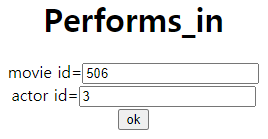 Performs_in
movie id=506
actor id=3
ok